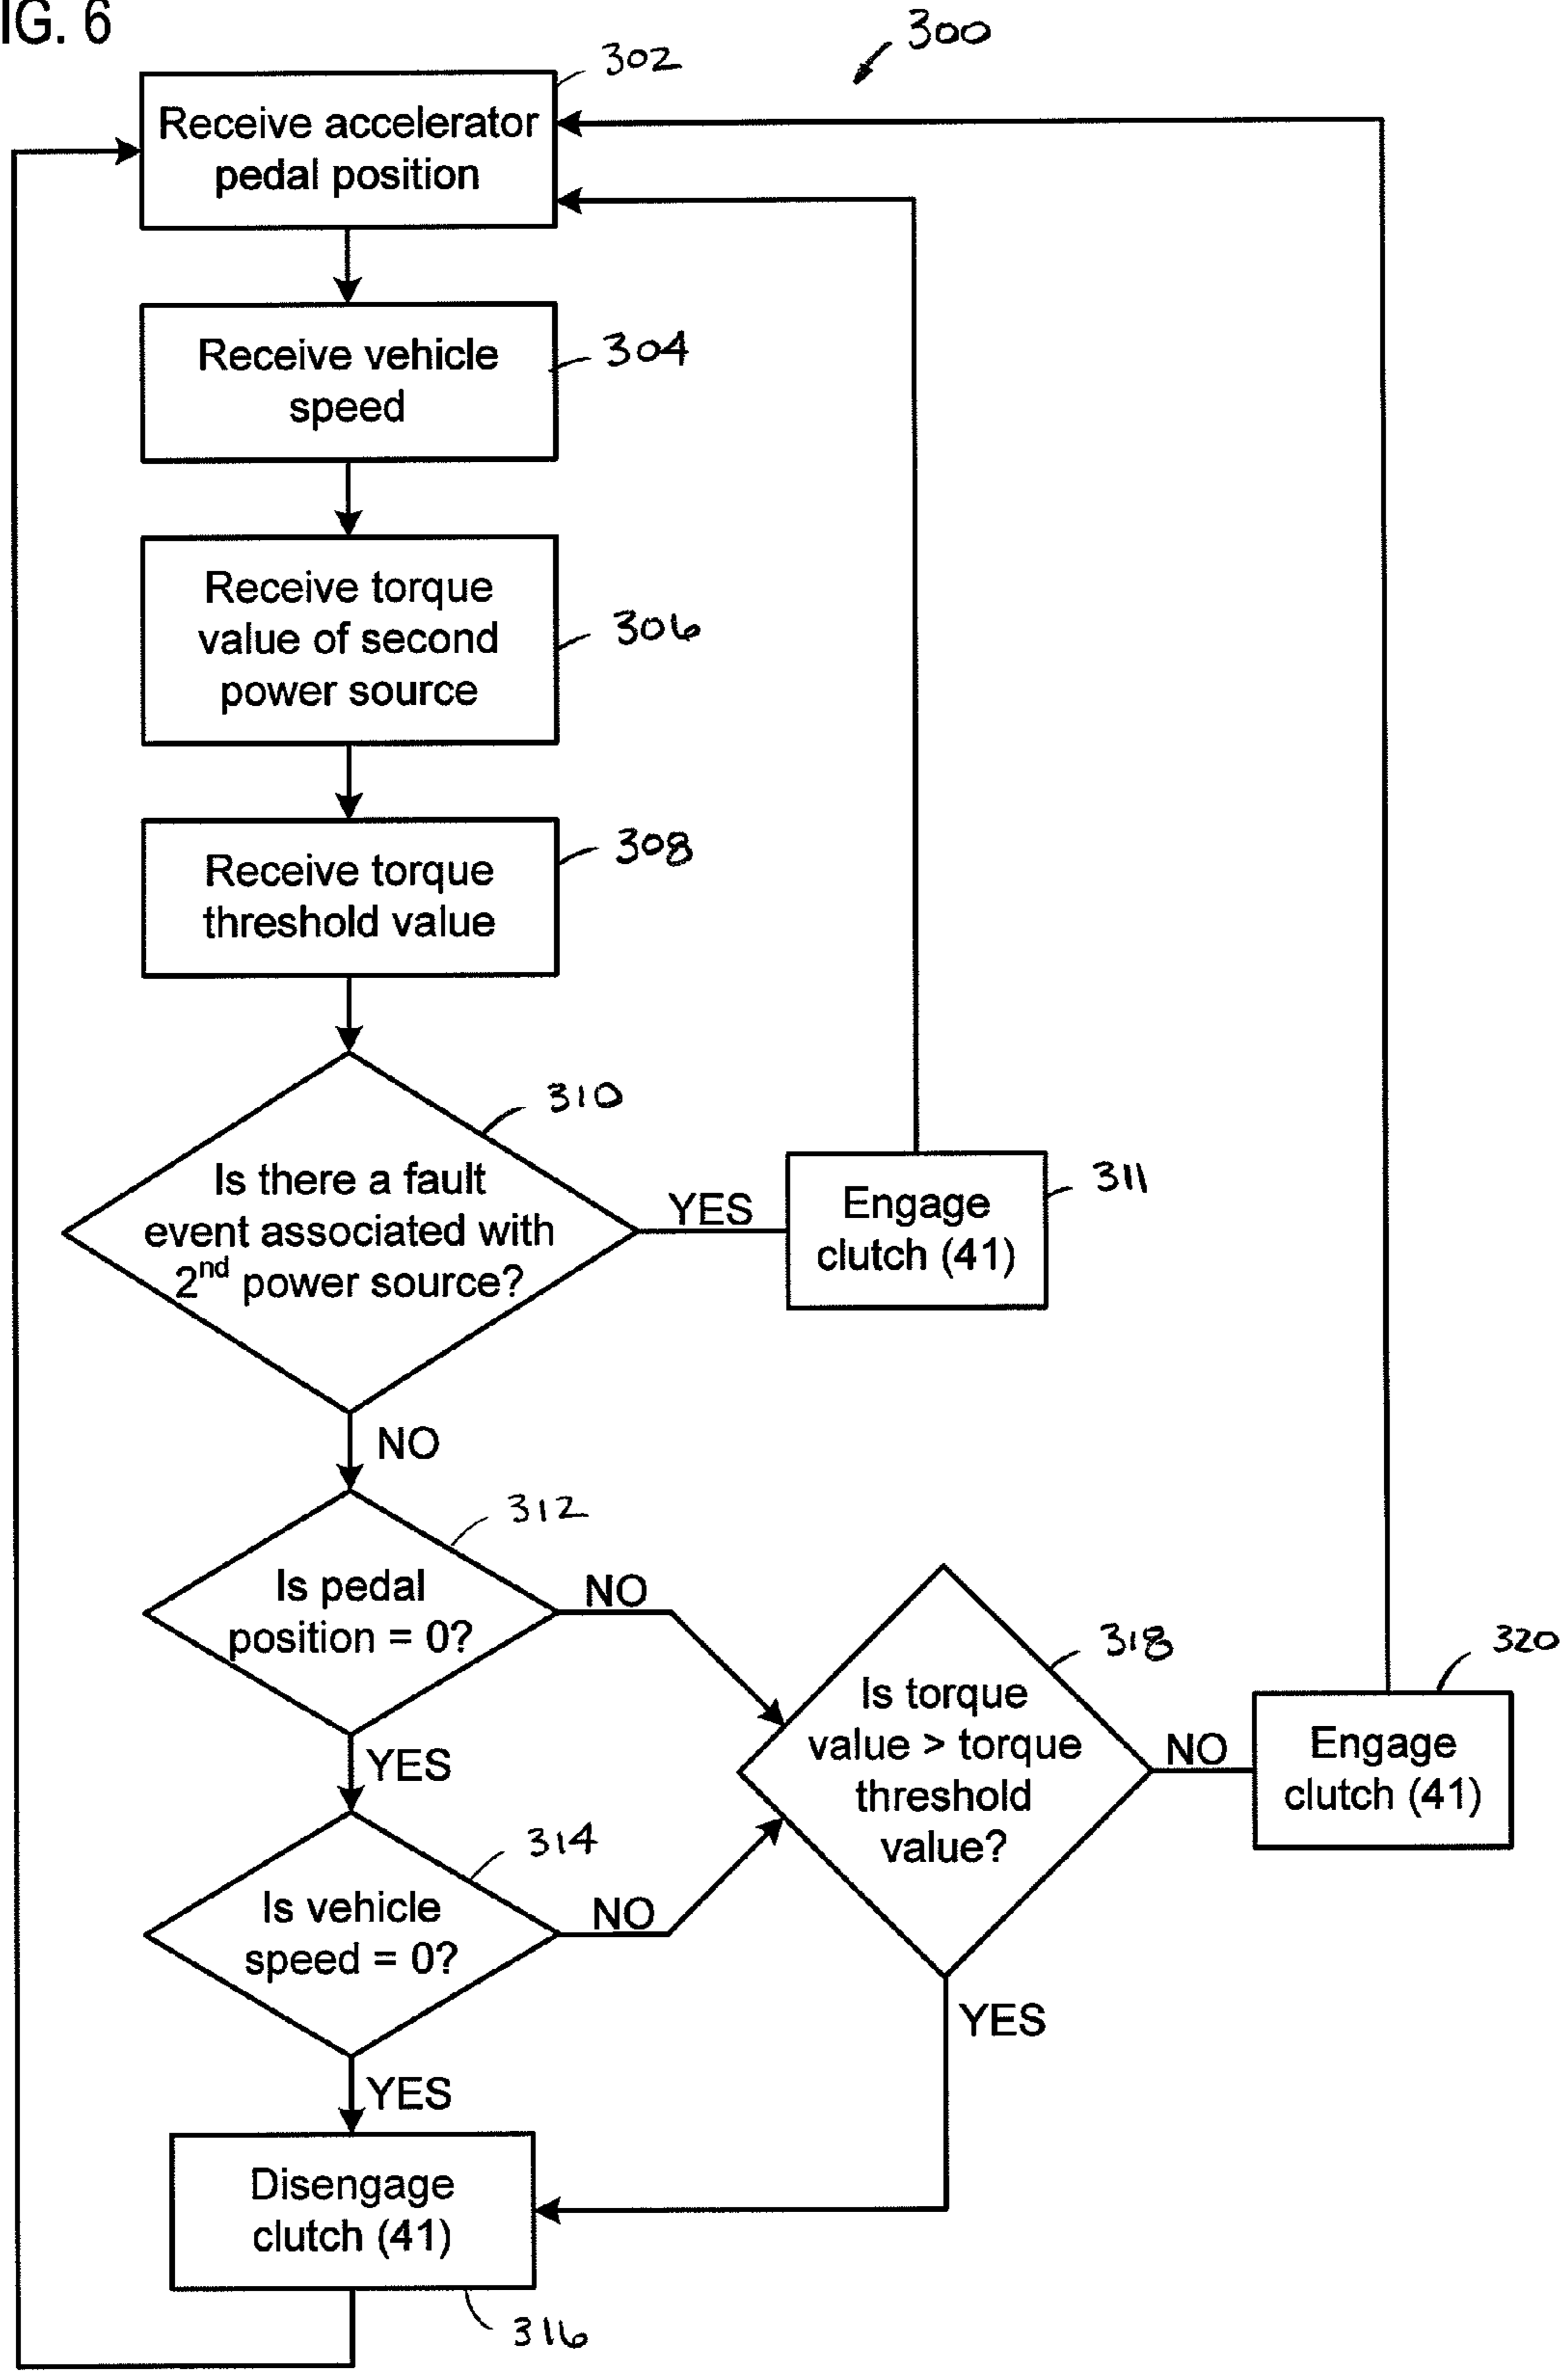 IG. 6
300
302
Receive accelerator
pedal position
Receive vehicle
speed
304
Receive torque
value of second
power source
306
308
Receive torque
threshold value
310
Is there a fault
event associated with
2nd power source?
YES
Engage
clutch (41)
311
NO
312
Is pedal
position = 0?
NO
318
Is torque
value > torque
threshold
value?
NO
320
Engage
clutch (41)
YES
314
Is vehicle
speed = 0?
NO
YES
YES
Disengage
clutch (41)
316